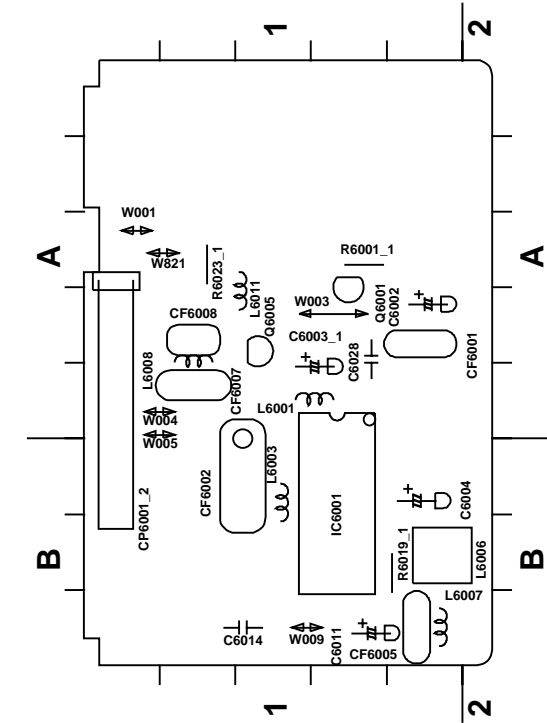 1
2
W001
A
A
W821
R6023_1
R6001_1
L6011
W003
Q6001
C6002
CF6008
Q6005
C6003_1
C6028
CF6001
L6008
CF6007
L6001
W004
W005
CF6002
L6003
IC6001
C6004
CP6001_2
R6019_1
L6006
B
B
L6007
C6014
W009
C6011
CF6005
1
2